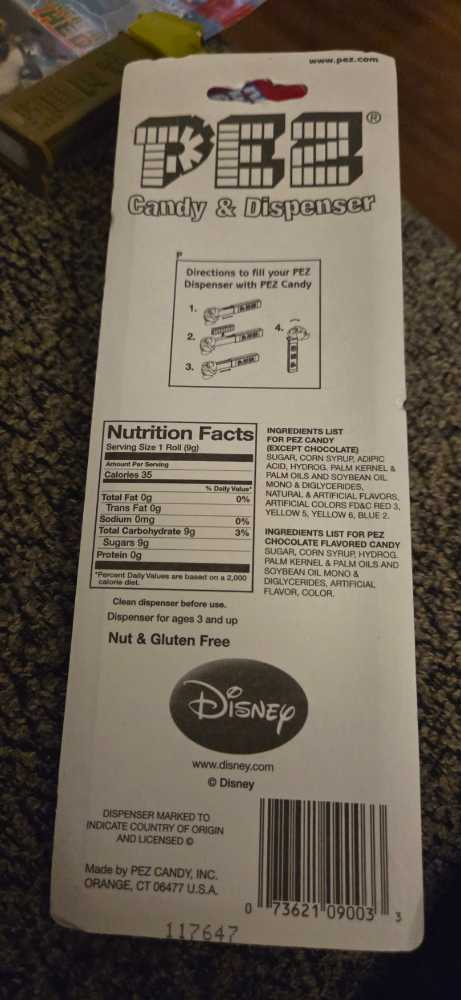 www.pez.com
PEZ®
Candy & Dispenser
P
Directions to fill your PEZ
Dispenser with PEZ Candy
1.
2.
3.
4.
Nutrition Facts
Serving Size 1 Roll (9g)
Amount Per Serving
Calories 35
% Daily Value*
Total Fat 0g 0%
Trans Fat 0g
Sodium 0mg 0%
Total Carbohydrate 9g 3%
Sugars 9g
Protein 0g
*Percent Daily Values are based on a 2,000
calorie diet.
INGREDIENTS LIST
FOR PEZ CANDY
(EXCEPT CHOCOLATE)
SUGAR, CORN SYRUP, ADIPIC
ACID, HYDROG. PALM KERNEL &
PALM OILS AND SOYBEAN OIL
MONO & DIGLYCERIDES,
NATURAL & ARTIFICIAL FLAVORS,
ARTIFICIAL COLORS FD&C RED 3,
YELLOW 5, YELLOW 6, BLUE 2.
INGREDIENTS LIST FOR PEZ
CHOCOLATE FLAVORED CANDY
SUGAR, CORN SYRUP, HYDROG.
PALM KERNEL & PALM OILS AND
SOYBEAN OIL MONO &
DIGLYCERIDES, ARTIFICIAL
FLAVOR, COLOR.
Clean dispenser before use.
Dispenser for ages 3 and up
Nut & Gluten Free
Disney
www.disney.com
© Disney
DISPENSER MARKED TO
INDICATE COUNTRY OF ORIGIN
AND LICENSED ©
Made by PEZ CANDY, INC.
ORANGE, CT 06477 U.S.A.
0 73621 09003 3
117647